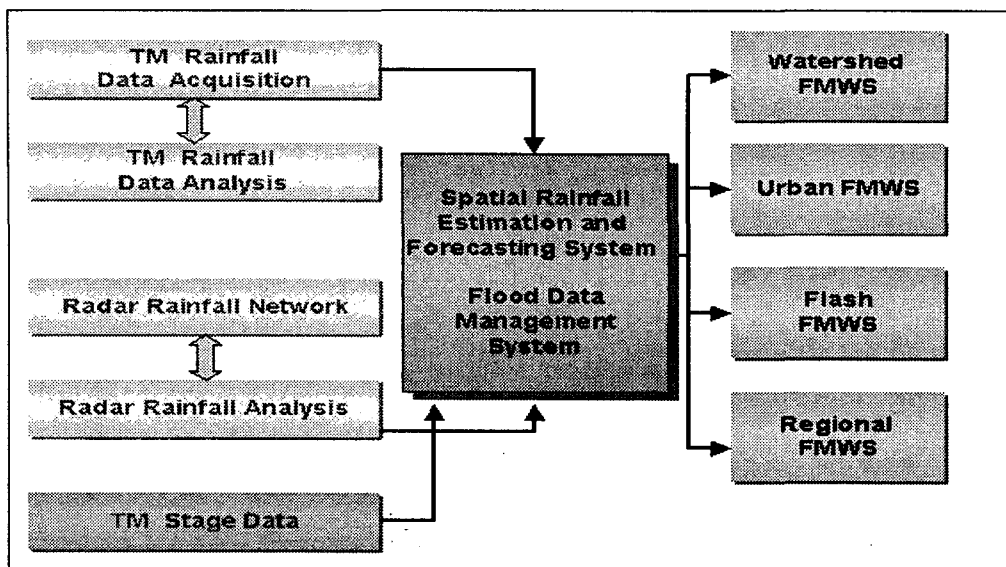 TM Rainfall
Data Acquisition
TM Rainfall
Data Analysis
Radar Rainfall Network
Radar Rainfall Analysis
TM Stage Data
Spatial Rainfall
Estimation and
Forecasting System
Flood Data
Management
System
Watershed
FMWS
Urban FMWS
Flash
FMWS
Regional
FMWS